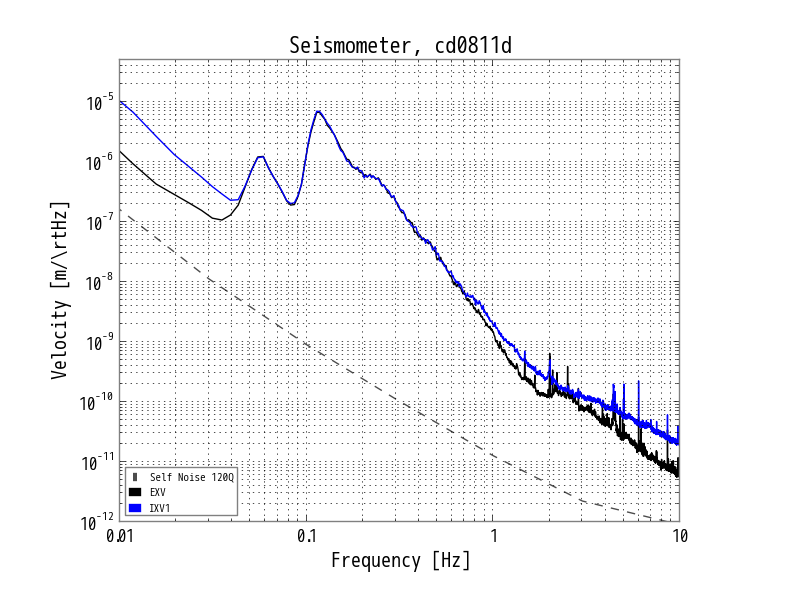 Seismometer, cd0811d
Velocity [m/\rtHz]
10^-5
10^-6
10^-7
10^-8
10^-9
10^-10
10^-11
10^-12
Self Noise 120Q
EXV
IXV1
0.01 0.1 1 10
Frequency [Hz]